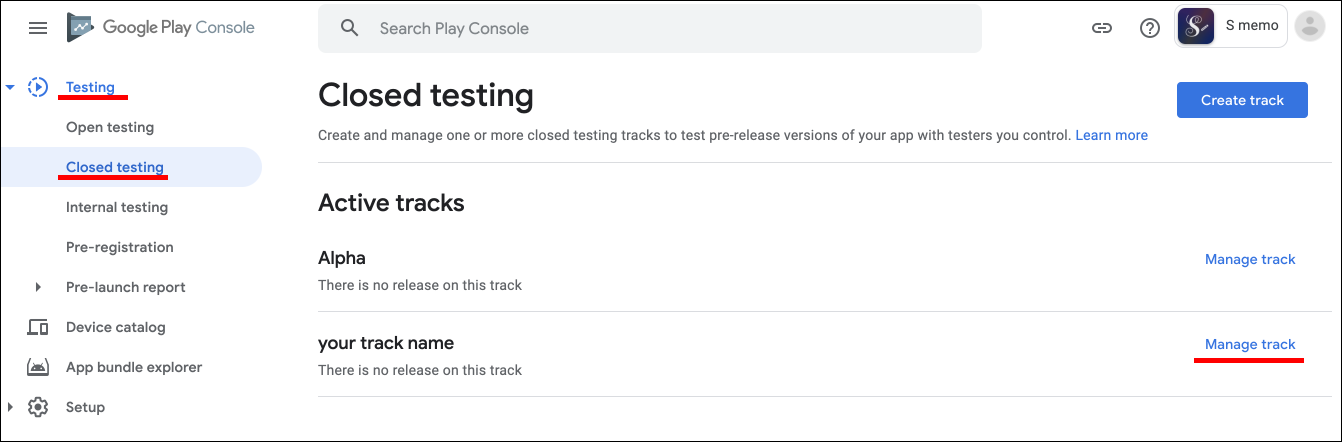 Google Play Console
Search Play Console
S memo
Testing
Open testing
Closed testing
Internal testing
Pre-registration
Pre-launch report
Device catalog
App bundle explorer
Setup
Closed testing
Create track
Create and manage one or more closed testing tracks to test pre-release versions of your app with testers you control. Learn more
Active tracks
Alpha
Manage track
There is no release on this track
your track name
Manage track
There is no release on this track